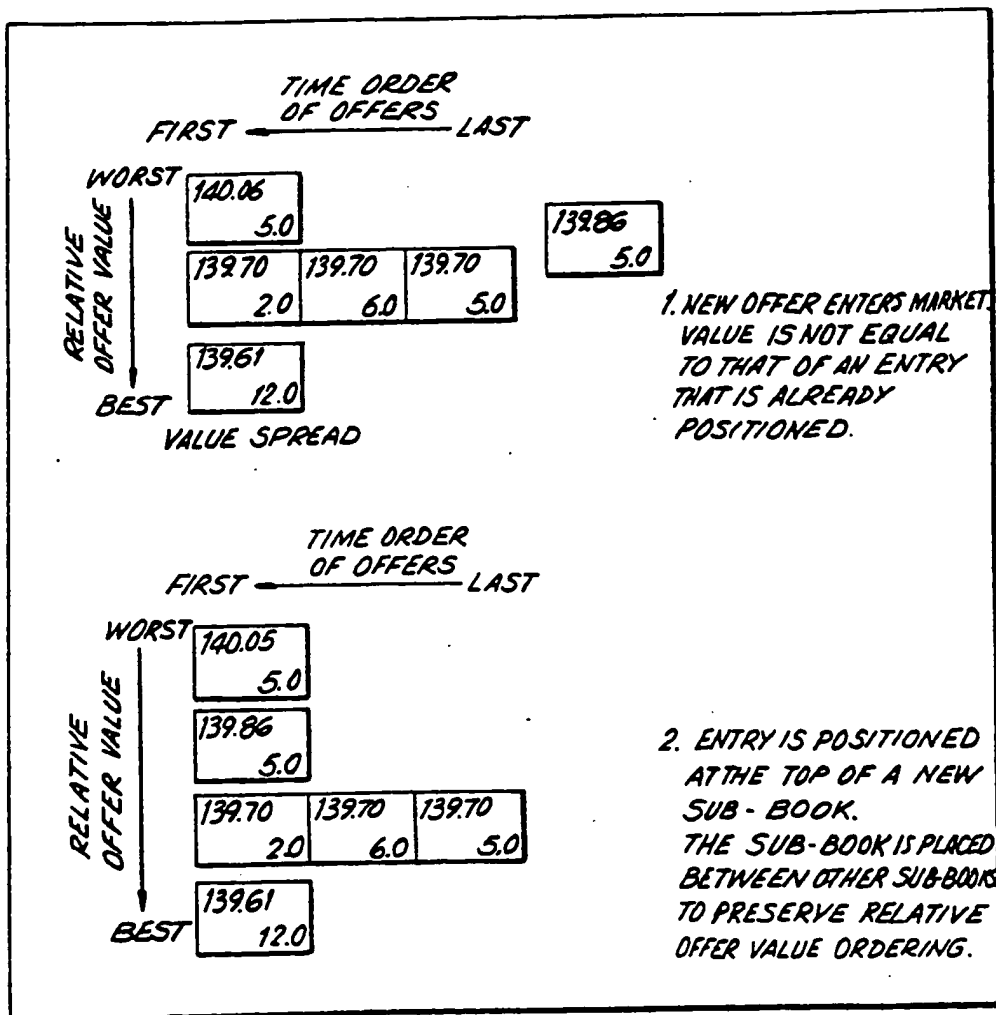 TIME ORDER
OF OFFERS
FIRST LAST
WORST
RELATIVE
OFFER VALUE
BEST
140.06
5.0
139.86
5.0
139.70 139.70 139.70
2.0 6.0 5.0
139.61
12.0
VALUE SPREAD
1. NEW OFFER ENTERS MARKET.
VALUE IS NOT EQUAL
TO THAT OF AN ENTRY
THAT IS ALREADY
POSITIONED.
TIME ORDER
OF OFFERS
FIRST LAST
WORST
RELATIVE
OFFER VALUE
BEST
140.05
5.0
139.86
5.0
139.70 139.70 139.70
2.0 6.0 5.0
139.61
12.0
2. ENTRY IS POSITIONED
AT THE TOP OF A NEW
SUB-BOOK.
THE SUB-BOOK IS PLACED
BETWEEN OTHER SUB-BOOKS
TO PRESERVE RELATIVE
OFFER VALUE ORDERING.